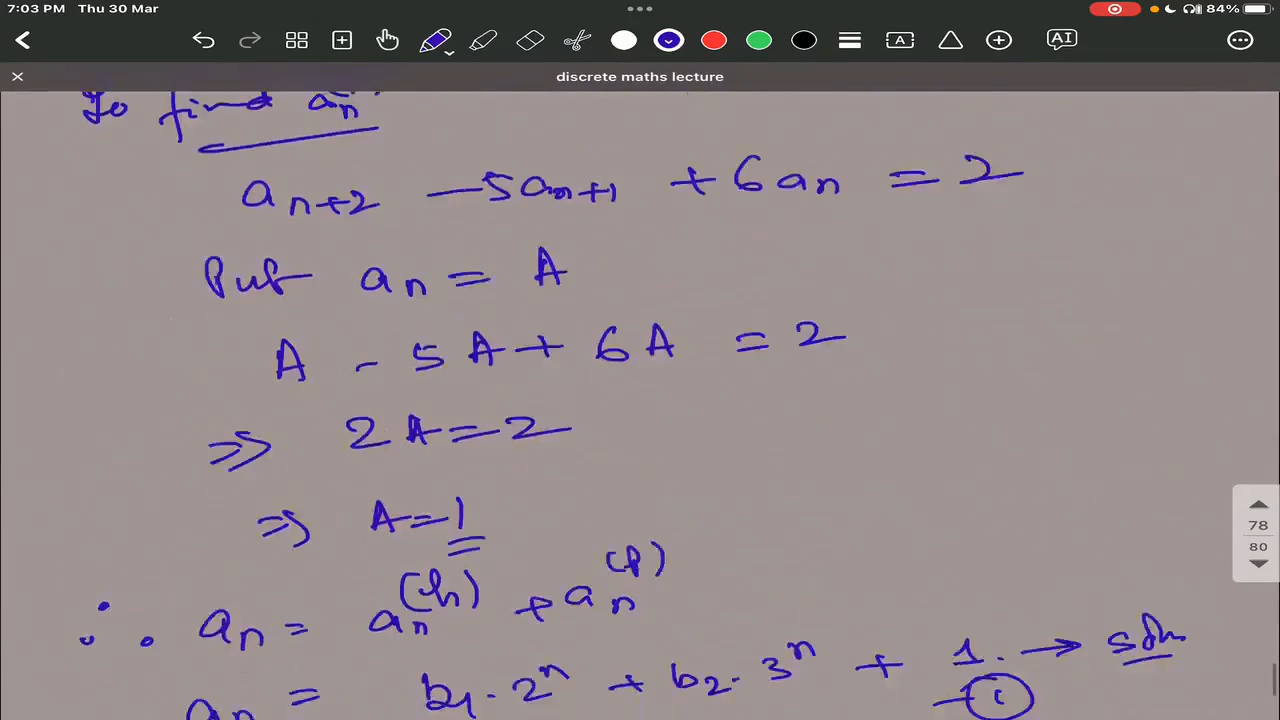 7:03 PM Thu 30 Mar
84%
AI
discrete maths lecture
To find aₙ
aₙ₊₂ − 5aₙ₊₁ + 6aₙ = 2
Put aₙ = A
A - 5A + 6A = 2
⇒ 2A = 2
⇒ A = 1
78
80
∴ aₙ = aₙ⁽ʰ⁾ + aₙ⁽ᵖ⁾
aₙ = b₁·2ⁿ + b₂·3ⁿ + 1. → soln